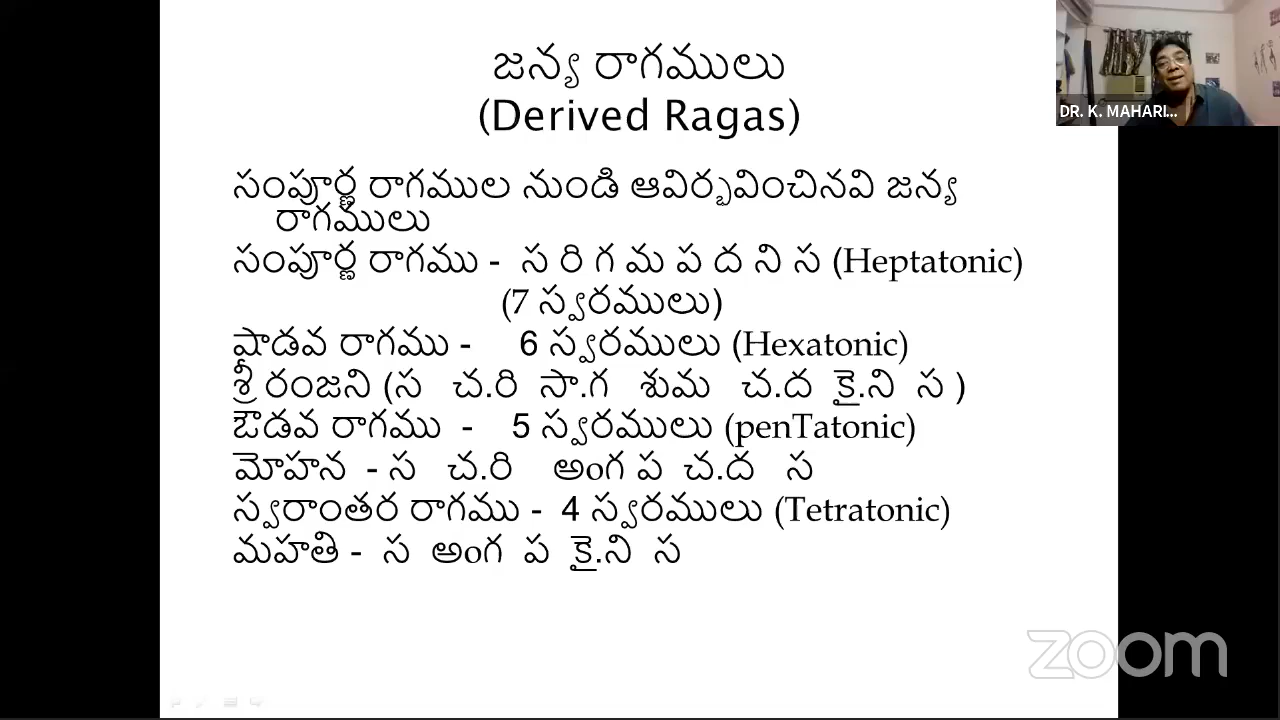 జన్య రాగములు
(Derived Ragas)
DR. K. MAHARI...
సంపూర్ణ రాగముల నుండి ఆవిర్భవించినవి జన్య
రాగములు
సంపూర్ణ రాగము - స రి గ మ ప ద ని స (Heptatonic)
(7 స్వరములు)
షాడవ రాగము - 6 స్వరములు (Hexatonic)
శ్రీ రంజని (స చ.రి సా.గ శుమ చ.ద కై.ని స )
ఔడవ రాగము - 5 స్వరములు (penTatonic)
మోహన - స చ.రి అంగ ప చ.ద స
స్వరాంతర రాగము - 4 స్వరములు (Tetratonic)
మహతి - స అంగ ప కై.ని స
zoom